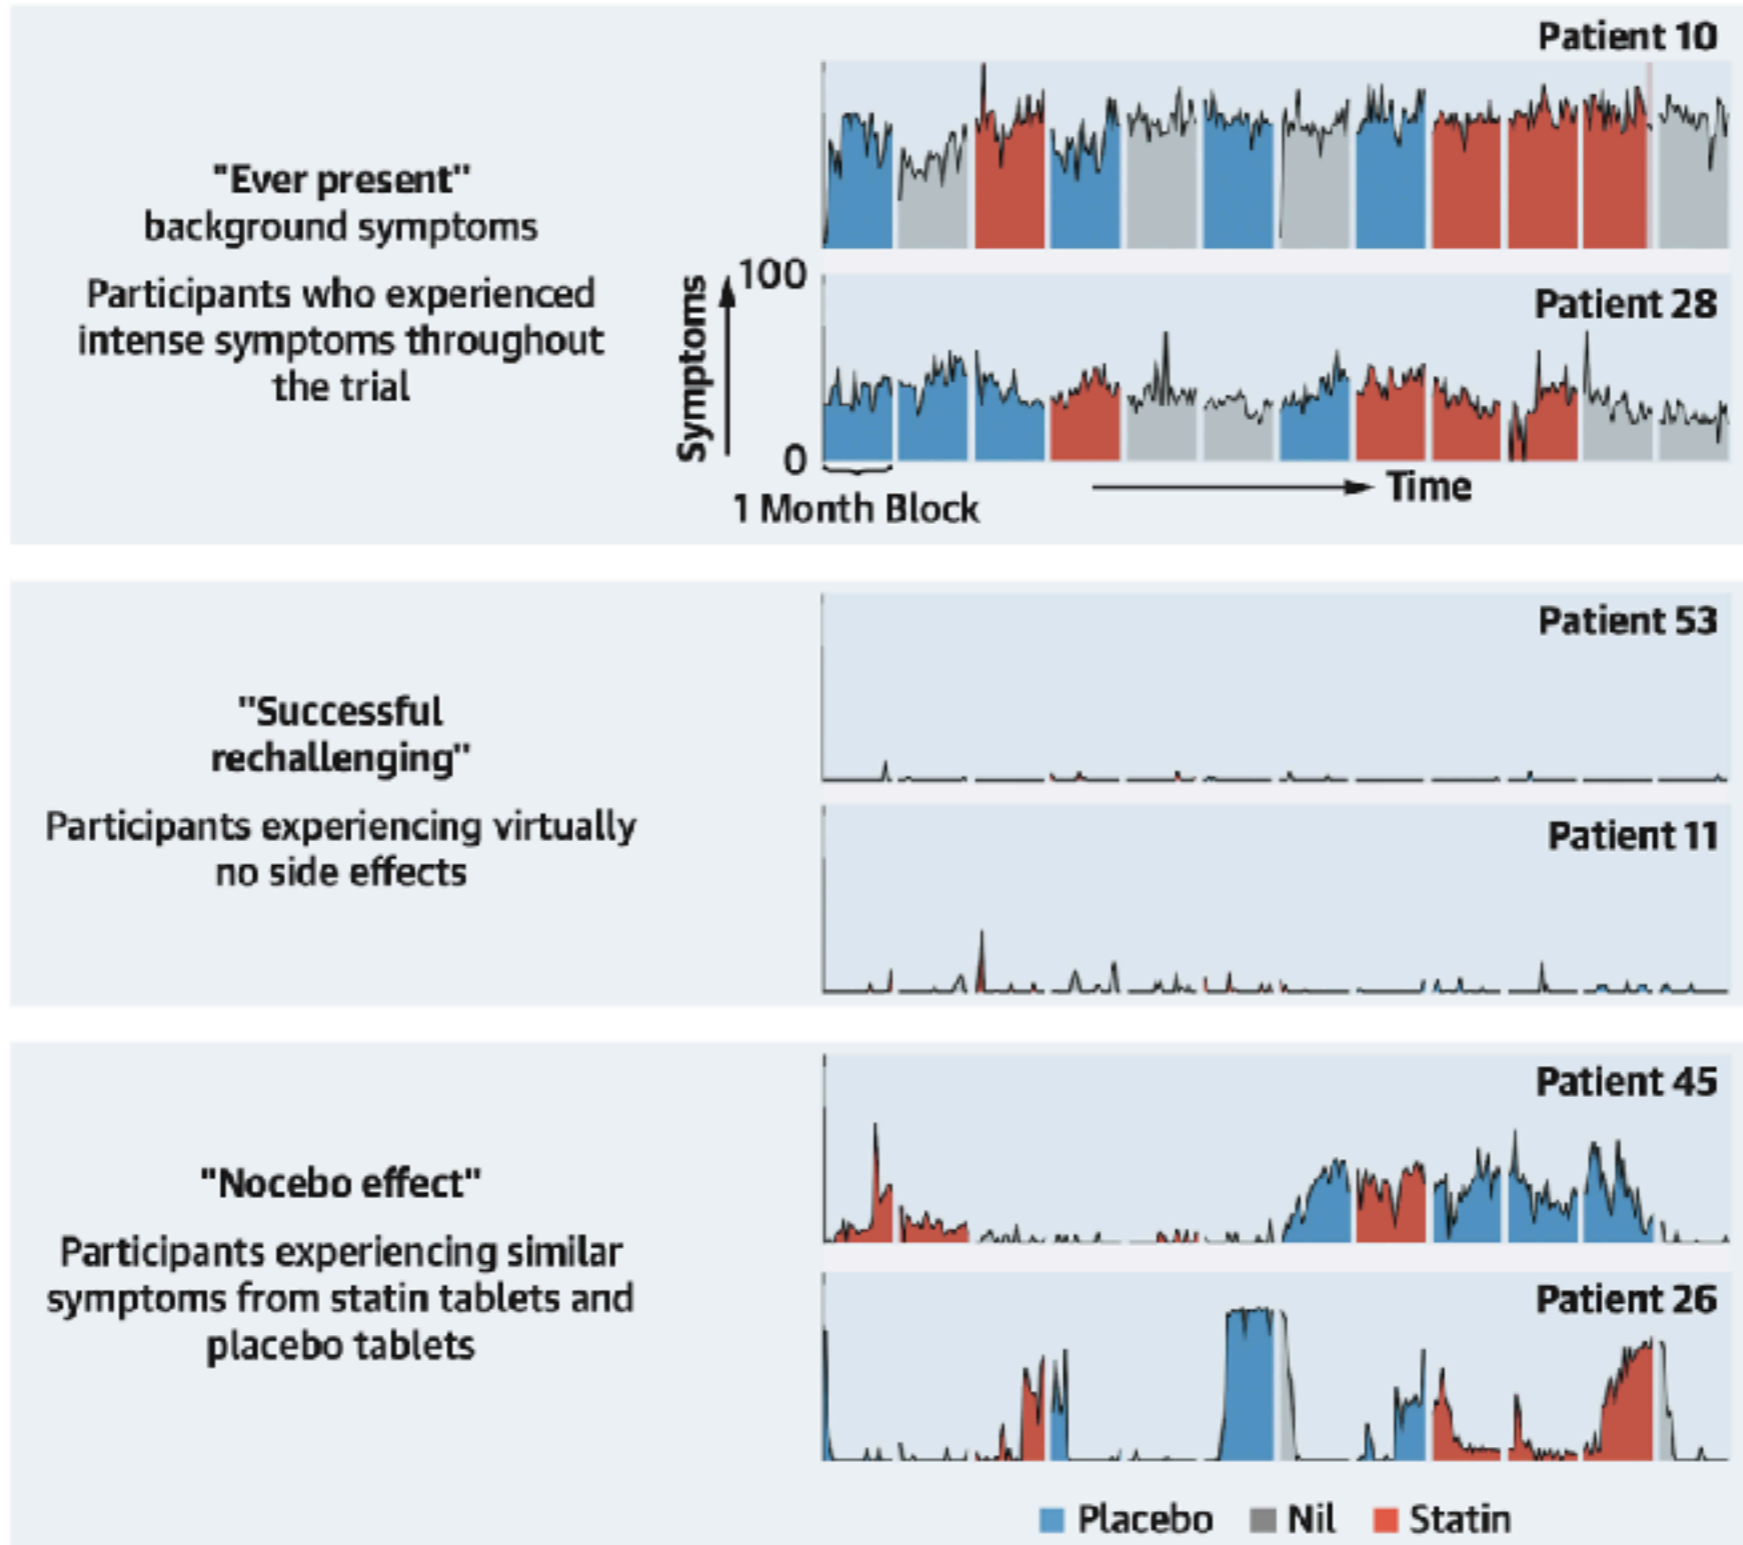 Patient 10
"Ever present"
background symptoms
Participants who experienced
intense symptoms throughout
the trial
Symptoms
100
0
Patient 28
1 Month Block
Time
Patient 53
"Successful
rechallenging"
Participants experiencing virtually
no side effects
Patient 11
Patient 45
"Nocebo effect"
Participants experiencing similar
symptoms from statin tablets and
placebo tablets
Patient 26
Placebo Nil Statin